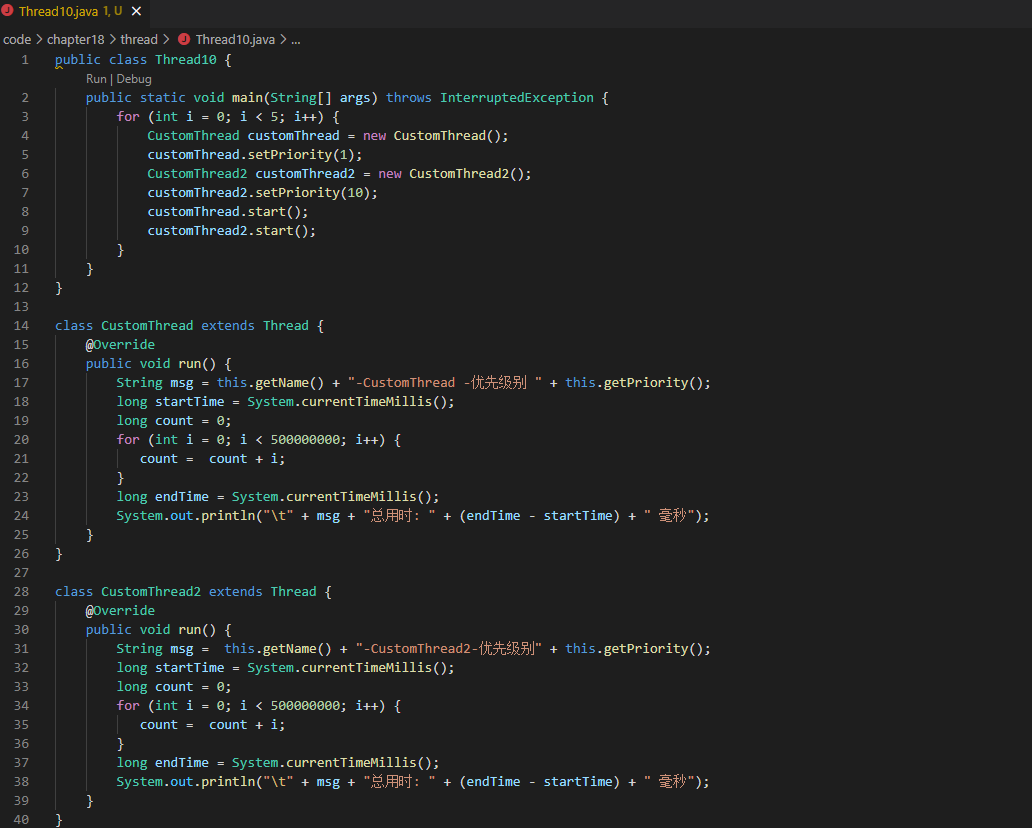 Thread10.java 1, U
code > chapter18 > thread > Thread10.java > ...
1 public class Thread10 {
Run | Debug
2 public static void main(String[] args) throws InterruptedException {
3 for (int i = 0; i < 5; i++) {
4 CustomThread customThread = new CustomThread();
5 customThread.setPriority(1);
6 CustomThread2 customThread2 = new CustomThread2();
7 customThread2.setPriority(10);
8 customThread.start();
9 customThread2.start();
10 }
11 }
12 }
13
14 class CustomThread extends Thread {
15 @Override
16 public void run() {
17 String msg = this.getName() + "-CustomThread -优先级别 " + this.getPriority();
18 long startTime = System.currentTimeMillis();
19 long count = 0;
20 for (int i = 0; i < 500000000; i++) {
21 count =  count + i;
22 }
23 long endTime = System.currentTimeMillis();
24 System.out.println("\t" + msg + "总用时: " + (endTime - startTime) + " 毫秒");
25 }
26 }
27
28 class CustomThread2 extends Thread {
29 @Override
30 public void run() {
31 String msg =  this.getName() + "-CustomThread2-优先级别" + this.getPriority();
32 long startTime = System.currentTimeMillis();
33 long count = 0;
34 for (int i = 0; i < 500000000; i++) {
35 count =  count + i;
36 }
37 long endTime = System.currentTimeMillis();
38 System.out.println("\t" + msg + "总用时: " + (endTime - startTime) + " 毫秒");
39 }
40 }